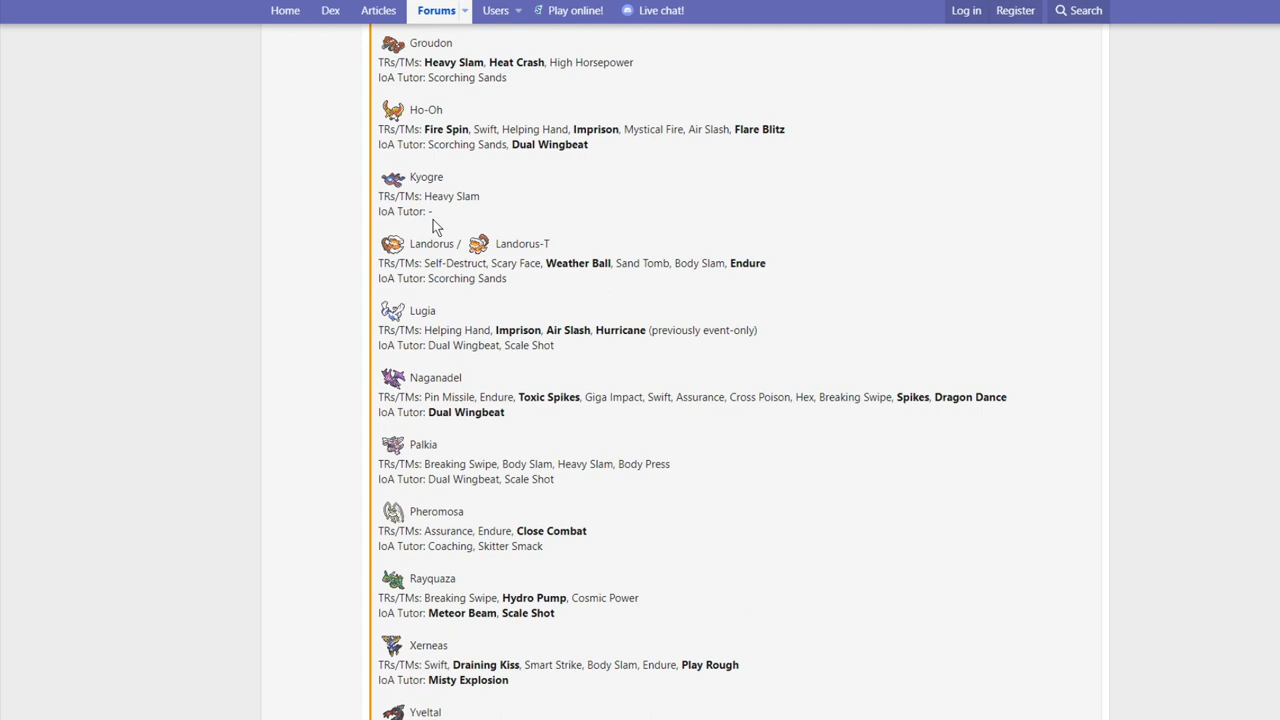 Home Dex Articles Forums Users Play online! Live chat! Log in Register Search
Groudon
TRs/TMs: Heavy Slam, Heat Crash, High Horsepower
IoA Tutor: Scorching Sands
Ho-Oh
TRs/TMs: Fire Spin, Swift, Helping Hand, Imprison, Mystical Fire, Air Slash, Flare Blitz
IoA Tutor: Scorching Sands, Dual Wingbeat
Kyogre
TRs/TMs: Heavy Slam
IoA Tutor: -
Landorus / Landorus-T
TRs/TMs: Self-Destruct, Scary Face, Weather Ball, Sand Tomb, Body Slam, Endure
IoA Tutor: Scorching Sands
Lugia
TRs/TMs: Helping Hand, Imprison, Air Slash, Hurricane (previously event-only)
IoA Tutor: Dual Wingbeat, Scale Shot
Naganadel
TRs/TMs: Pin Missile, Endure, Toxic Spikes, Giga Impact, Swift, Assurance, Cross Poison, Hex, Breaking Swipe, Spikes, Dragon Dance
IoA Tutor: Dual Wingbeat
Palkia
TRs/TMs: Breaking Swipe, Body Slam, Heavy Slam, Body Press
IoA Tutor: Dual Wingbeat, Scale Shot
Pheromosa
TRs/TMs: Assurance, Endure, Close Combat
IoA Tutor: Coaching, Skitter Smack
Rayquaza
TRs/TMs: Breaking Swipe, Hydro Pump, Cosmic Power
IoA Tutor: Meteor Beam, Scale Shot
Xerneas
TRs/TMs: Swift, Draining Kiss, Smart Strike, Body Slam, Endure, Play Rough
IoA Tutor: Misty Explosion
Yveltal